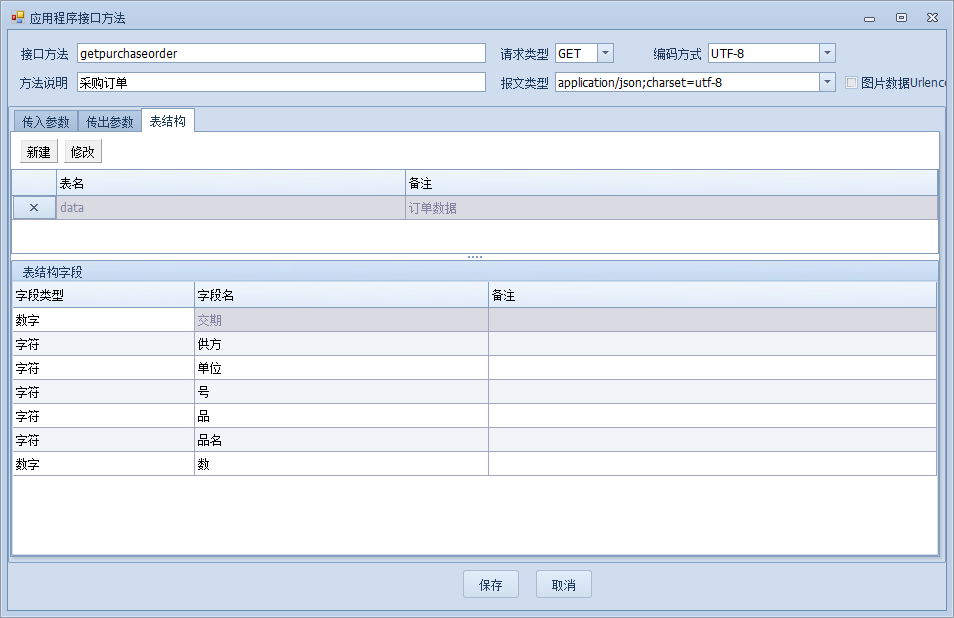 应用程序接口方法
接口方法 getpurchaseorder 请求类型 GET 编码方式 UTF-8
方法说明 采购订单 报文类型 application/json;charset=utf-8 图片数据Urlenc
传入参数 传出参数 表结构
新建 修改
表名 备注
data 订单数据
表结构字段
字段类型 字段名 备注
数字 交期
字符 供方
字符 单位
字符 号
字符 品
字符 品名
数字 数
保存 取消